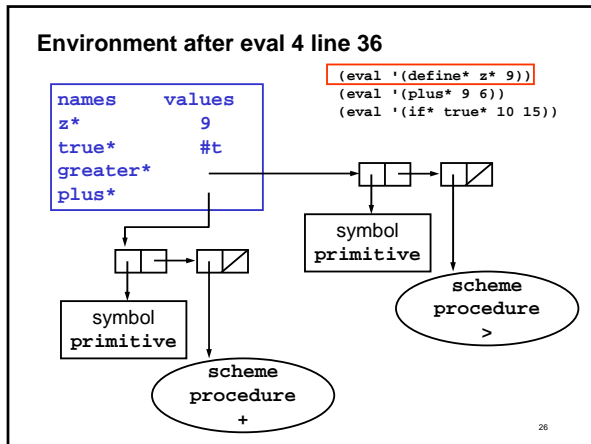 Environment after eval 4 line 36
(eval '(define* z* 9))
(eval '(plus* 9 6))
(eval '(if* true* 10 15))
names values
z* 9
true* #t
greater*
plus*
symbol
primitive
scheme
procedure
>
symbol
primitive
scheme
procedure
+
26